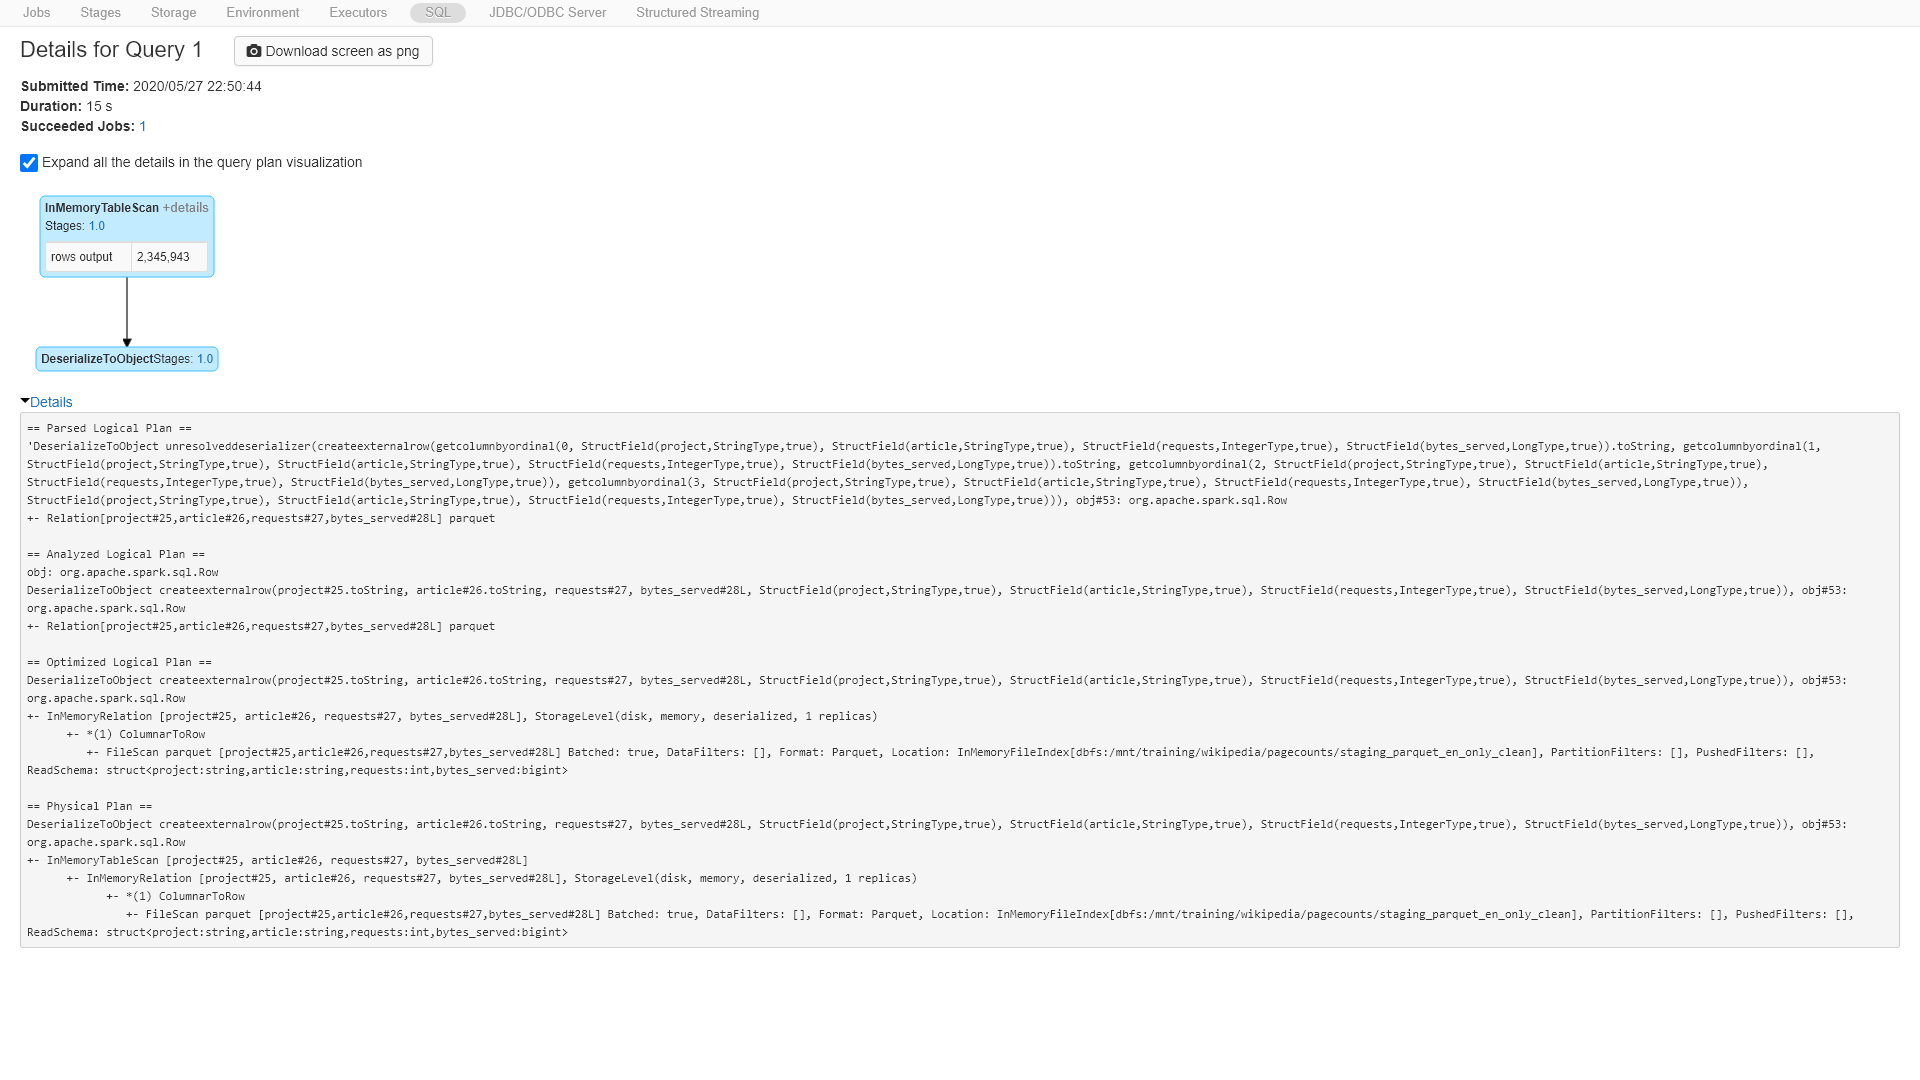 Jobs Stages Storage Environment Executors SQL JDBC/ODBC Server Structured Streaming
Details for Query 1 Download screen as png
Submitted Time: 2020/05/27 22:50:44
Duration: 15 s
Succeeded Jobs: 1
Expand all the details in the query plan visualization
InMemoryTableScan +details
Stages: 1.0
rows output 2,345,943
DeserializeToObjectStages: 1.0
Details
== Parsed Logical Plan ==
'DeserializeToObject unresolveddeserializer(createexternalrow(getcolumnbyordinal(0, StructField(project,StringType,true), StructField(article,StringType,true), StructField(requests,IntegerType,true), StructField(bytes_served,LongType,true)).toString, getcolumnbyordinal(1,
StructField(project,StringType,true), StructField(article,StringType,true), StructField(requests,IntegerType,true), StructField(bytes_served,LongType,true)).toString, getcolumnbyordinal(2, StructField(project,StringType,true), StructField(article,StringType,true),
StructField(requests,IntegerType,true), StructField(bytes_served,LongType,true)), getcolumnbyordinal(3, StructField(project,StringType,true), StructField(article,StringType,true), StructField(requests,IntegerType,true), StructField(bytes_served,LongType,true)),
StructField(project,StringType,true), StructField(article,StringType,true), StructField(requests,IntegerType,true), StructField(bytes_served,LongType,true))), obj#53: org.apache.spark.sql.Row
+- Relation[project#25,article#26,requests#27,bytes_served#28L] parquet
== Analyzed Logical Plan ==
obj: org.apache.spark.sql.Row
DeserializeToObject createexternalrow(project#25.toString, article#26.toString, requests#27, bytes_served#28L, StructField(project,StringType,true), StructField(article,StringType,true), StructField(requests,IntegerType,true), StructField(bytes_served,LongType,true)), obj#53:
org.apache.spark.sql.Row
+- Relation[project#25,article#26,requests#27,bytes_served#28L] parquet
== Optimized Logical Plan ==
DeserializeToObject createexternalrow(project#25.toString, article#26.toString, requests#27, bytes_served#28L, StructField(project,StringType,true), StructField(article,StringType,true), StructField(requests,IntegerType,true), StructField(bytes_served,LongType,true)), obj#53:
org.apache.spark.sql.Row
+- InMemoryRelation [project#25, article#26, requests#27, bytes_served#28L], StorageLevel(disk, memory, deserialized, 1 replicas)
+- *(1) ColumnarToRow
+- FileScan parquet [project#25,article#26,requests#27,bytes_served#28L] Batched: true, DataFilters: [], Format: Parquet, Location: InMemoryFileIndex[dbfs:/mnt/training/wikipedia/pagecounts/staging_parquet_en_only_clean], PartitionFilters: [], PushedFilters: [],
ReadSchema: struct<project:string,article:string,requests:int,bytes_served:bigint>
== Physical Plan ==
DeserializeToObject createexternalrow(project#25.toString, article#26.toString, requests#27, bytes_served#28L, StructField(project,StringType,true), StructField(article,StringType,true), StructField(requests,IntegerType,true), StructField(bytes_served,LongType,true)), obj#53:
org.apache.spark.sql.Row
+- InMemoryTableScan [project#25, article#26, requests#27, bytes_served#28L]
+- InMemoryRelation [project#25, article#26, requests#27, bytes_served#28L], StorageLevel(disk, memory, deserialized, 1 replicas)
+- *(1) ColumnarToRow
+- FileScan parquet [project#25,article#26,requests#27,bytes_served#28L] Batched: true, DataFilters: [], Format: Parquet, Location: InMemoryFileIndex[dbfs:/mnt/training/wikipedia/pagecounts/staging_parquet_en_only_clean], PartitionFilters: [], PushedFilters: [],
ReadSchema: struct<project:string,article:string,requests:int,bytes_served:bigint>